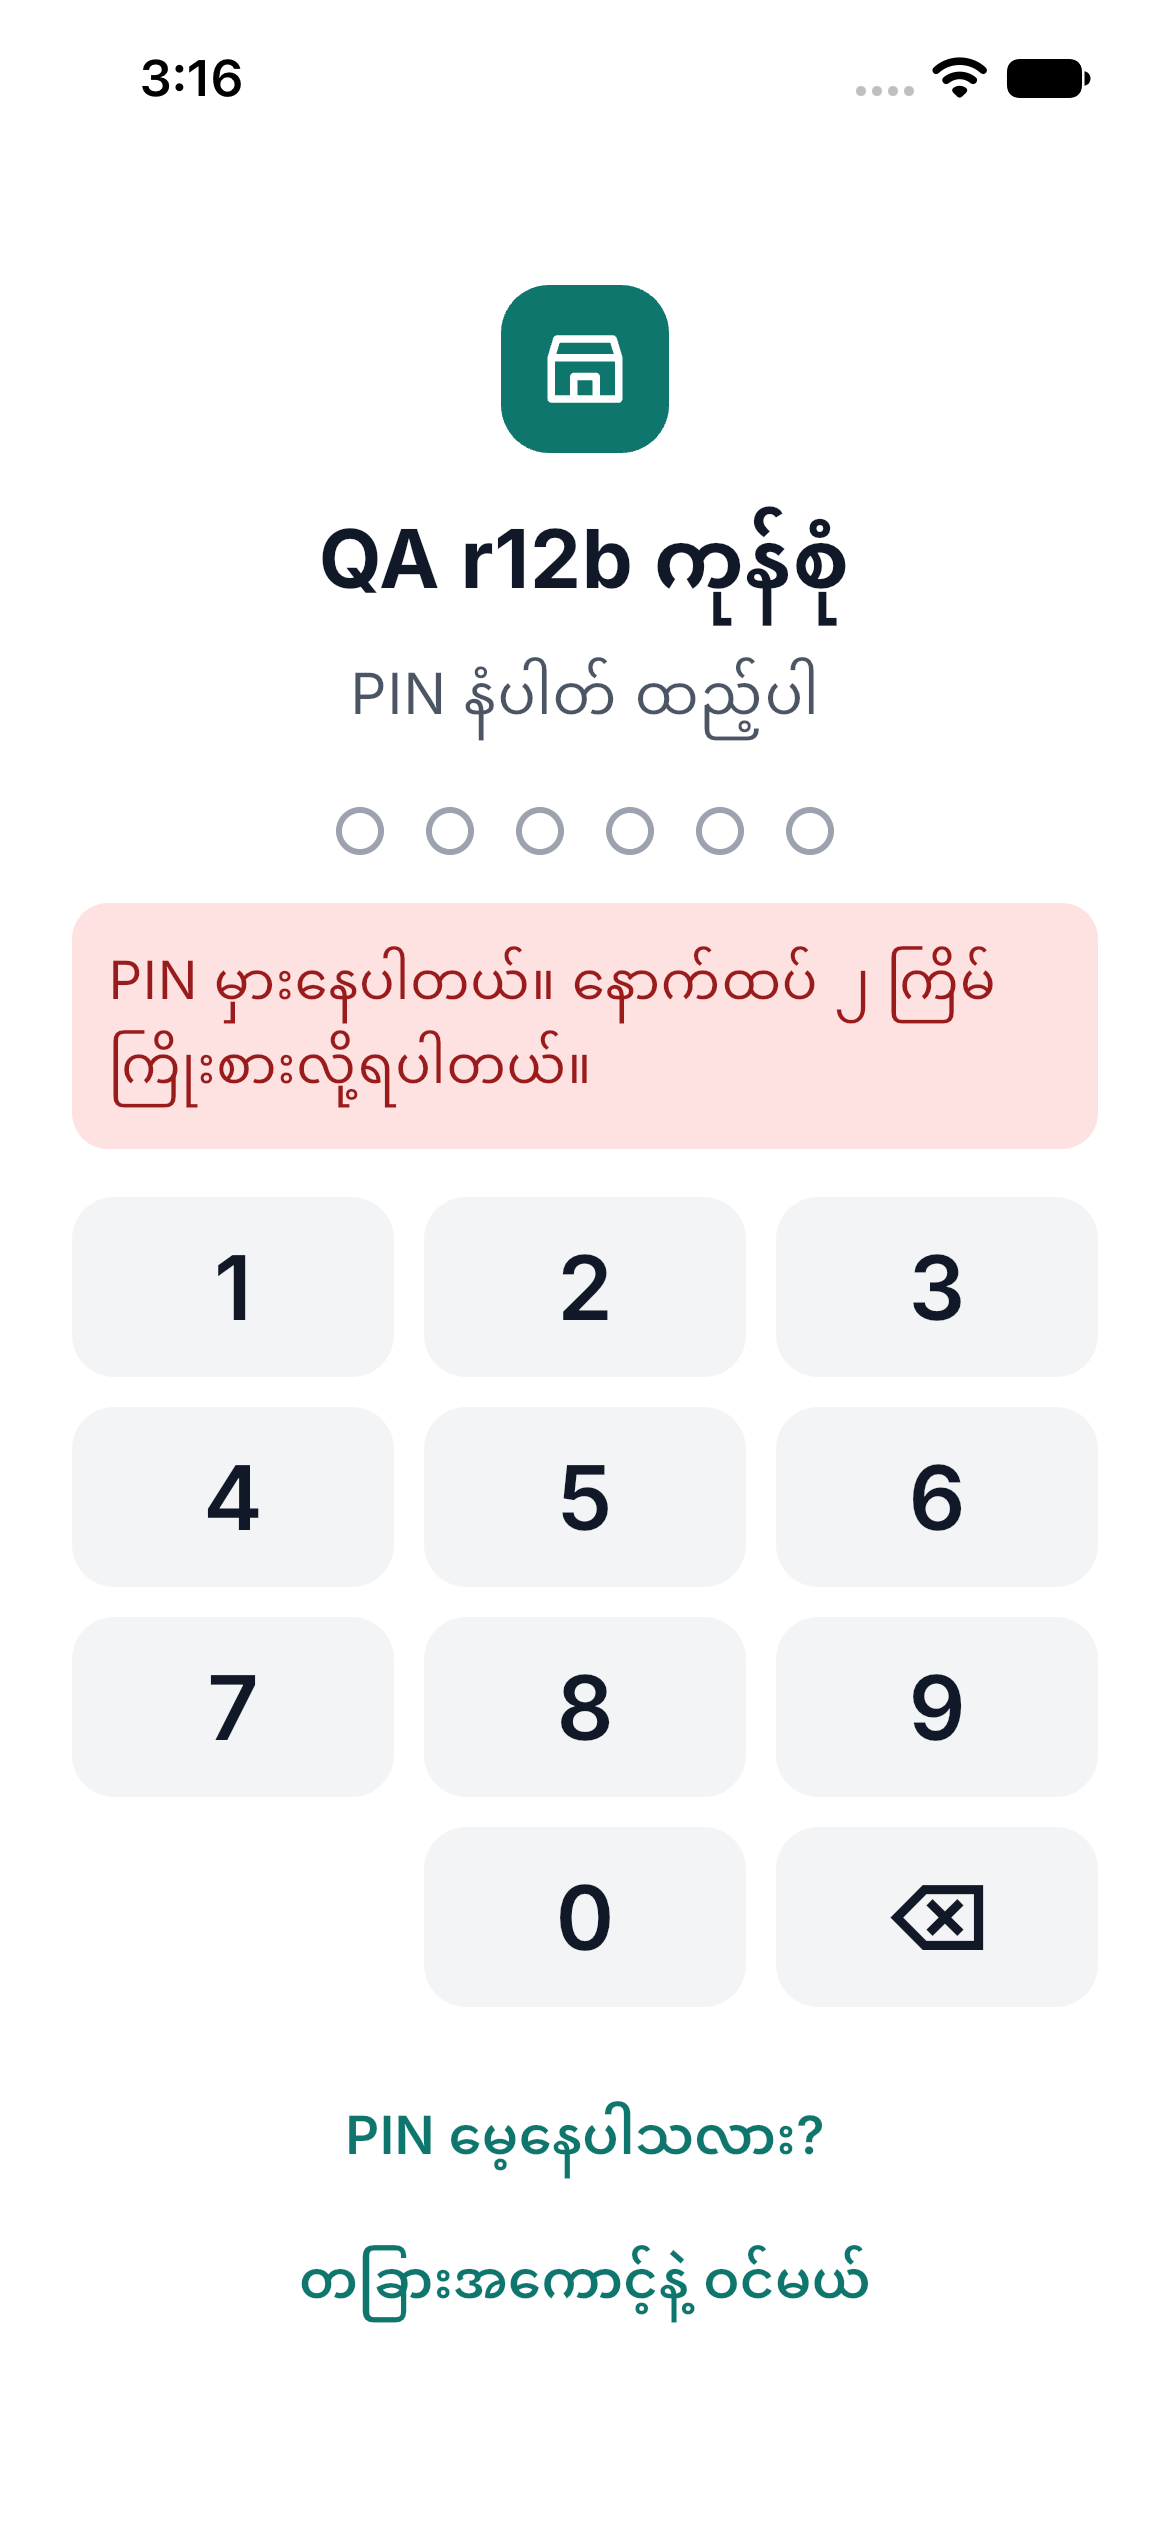 3:16
QA r12b ကုန်စုံ
PIN နံပါတ် ထည့်ပါ
PIN မှားနေပါတယ်။ နောက်ထပ် ၂ ကြိမ်
ကြိုးစားလို့ရပါတယ်။
1 2 3
4 5 6
7 8 9
0
PIN မေ့နေပါသလား?
တခြားအကောင့်နဲ့ ဝင်မယ်